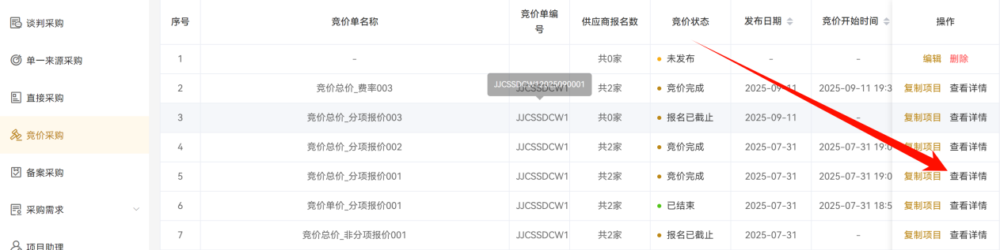 谈判采购
单一来源采购
直接采购
竞价采购
备案采购
采购需求
项目助理
序号 竞价单名称 竞价单编号 供应商报名数 竞价状态 发布日期 竞价开始时间 操作
1 - 共0家 未发布 - - 编辑 删除
JJCSSDCW12025090001
2 竞价总价_费率003 JJCSSDCW1 共2家 竞价完成 2025-09-11 2025-09-11 19:3 复制项目 查看详情
3 竞价总价_分项报价003 JJCSSDCW1 共0家 报名已截止 2025-09-11 - 复制项目 查看详情
4 竞价总价_分项报价002 JJCSSDCW1 共2家 竞价完成 2025-07-31 2025-07-31 19:0 复制项目 查看详情
5 竞价总价_分项报价001 JJCSSDCW1 共2家 竞价完成 2025-07-31 2025-07-31 19:0 复制项目 查看详情
6 竞价单价_分项报价001 JJCSSDCW1 共2家 已结束 2025-07-31 2025-07-31 18:5 复制项目 查看详情
7 竞价总价_非分项报价001 JJCSSDCW1 共2家 报名已截止 2025-07-31 - 复制项目 查看详情